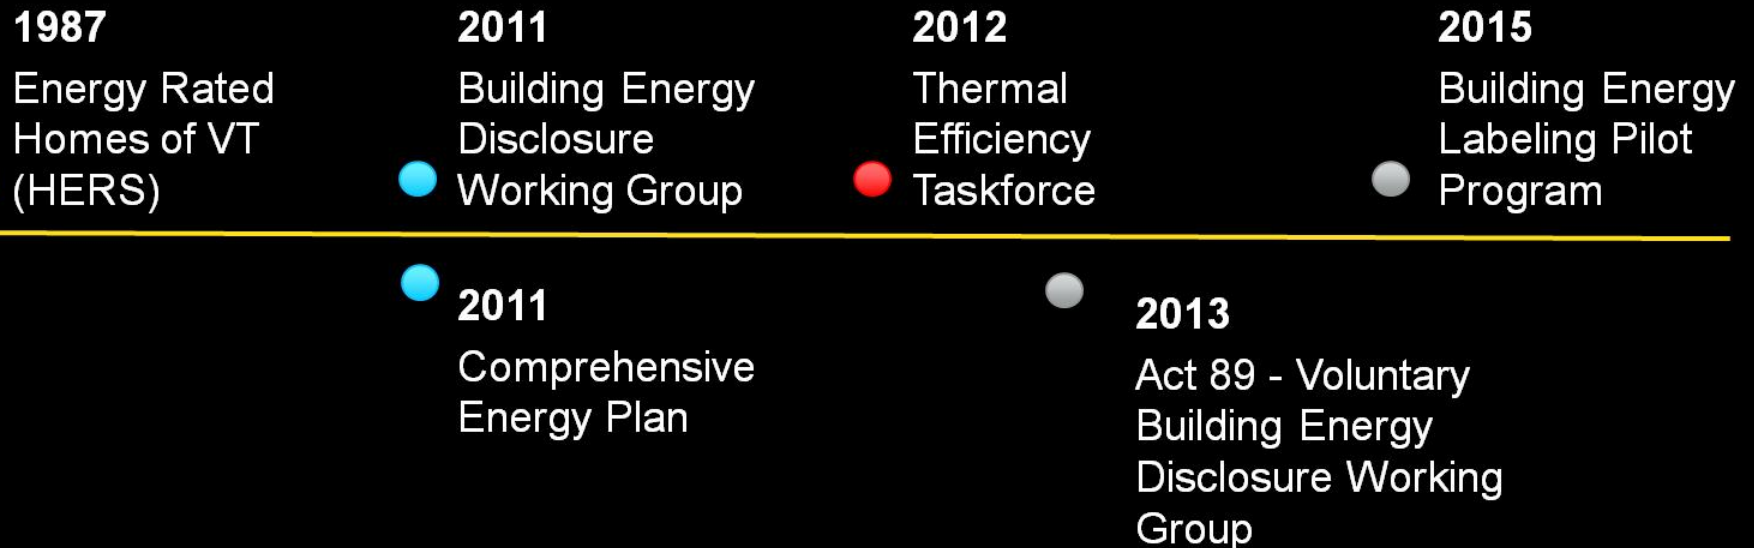 1987
Energy Rated
Homes of VT
(HERS)
2011
Building Energy
Disclosure
Working Group
2012
Thermal
Efficiency
Taskforce
2015
Building Energy
Labeling Pilot
Program
2011
Comprehensive
Energy Plan
2013
Act 89 - Voluntary
Building Energy
Disclosure Working
Group